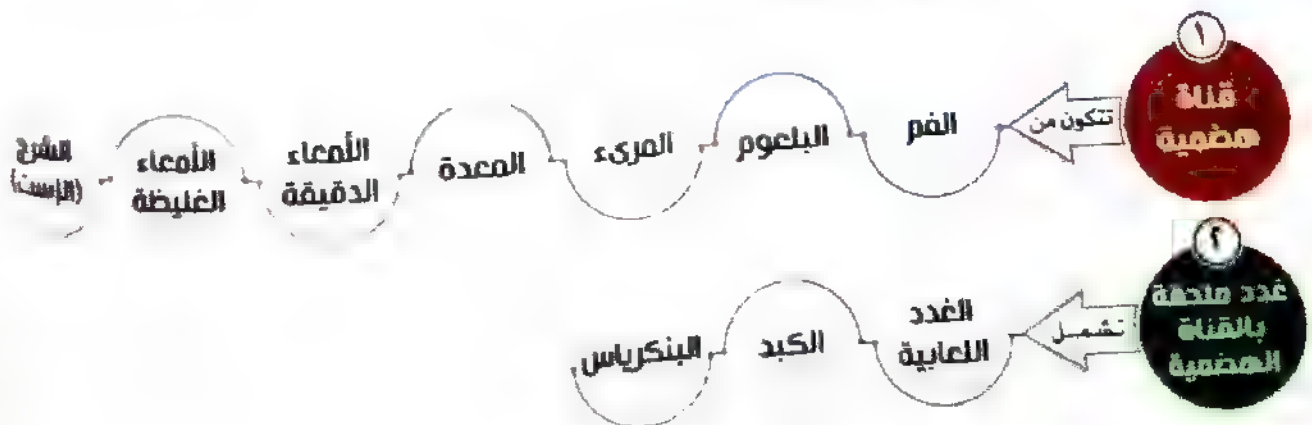 ١
قناة
هضمية
تتكون من
الفم
البلعوم
المرىء
المعدة
الأمعاء
الدقيقة
الأمعاء
الغليظة
الشرج
(الإست)
٢
غدد ملحقة
بالقناة
الهضمية
تشمل
الغدد
اللعابية
الكبد
البنكرياس